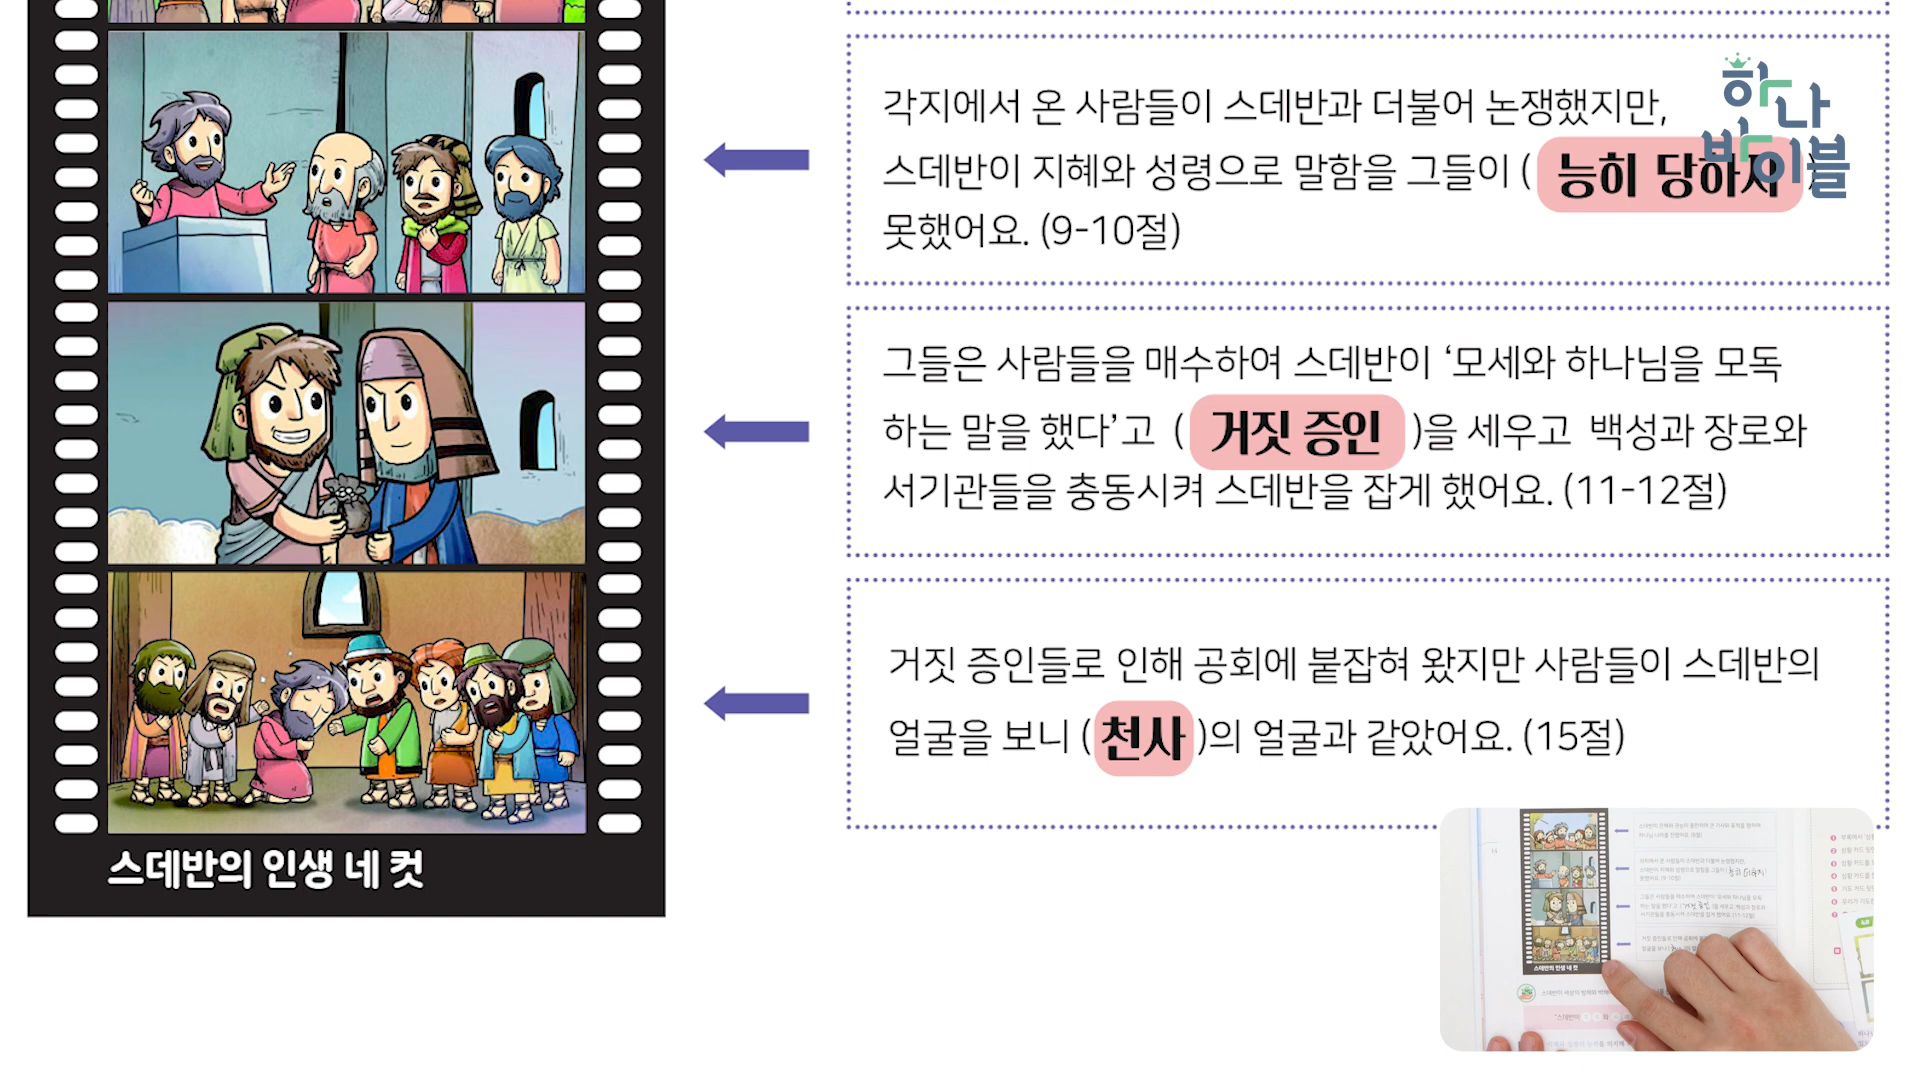 하나
바이블
각지에서 온 사람들이 스데반과 더불어 논쟁했지만,
스데반이 지혜와 성령으로 말함을 그들이 ( 능히 당하지 )
못했어요. (9-10절)
그들은 사람들을 매수하여 스데반이 ‘모세와 하나님을 모독
하는 말을 했다’고 ( 거짓 증인 )을 세우고 백성과 장로와
서기관들을 충동시켜 스데반을 잡게 했어요. (11-12절)
거짓 증인들로 인해 공회에 붙잡혀 왔지만 사람들이 스데반의
얼굴을 보니 ( 천사 )의 얼굴과 같았어요. (15절)
스데반의 인생 네 컷
스데반의 인생 네 컷